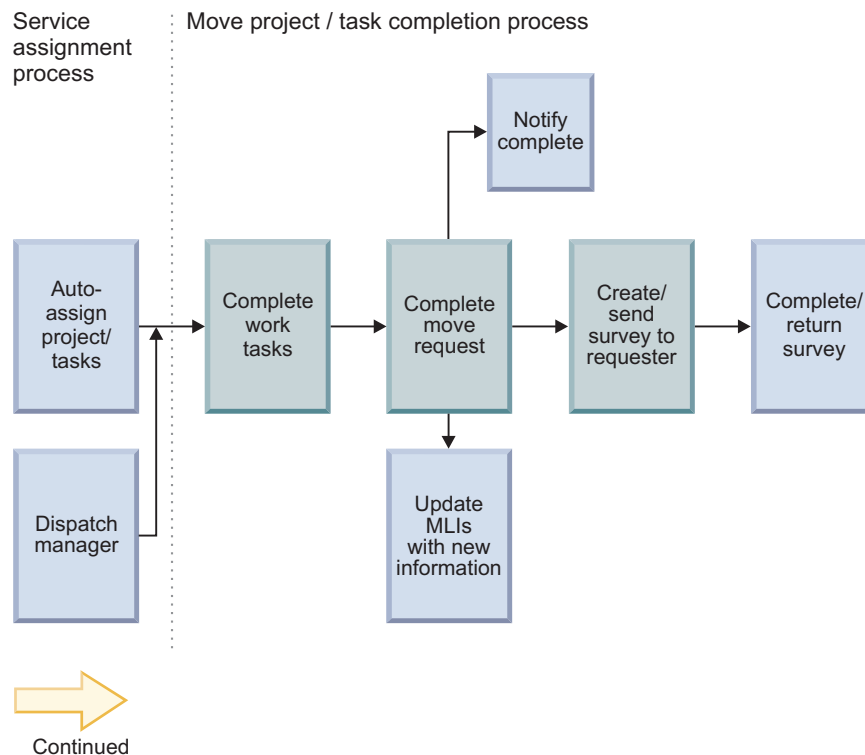 Service
assignment
process
Move project / task completion process
Notify
complete
Auto-
assign
project/
tasks
Complete
work
tasks
Complete
move
request
Create/
send
survey to
requester
Complete/
return
survey
Dispatch
manager
Update
MLIs
with new
information
Continued